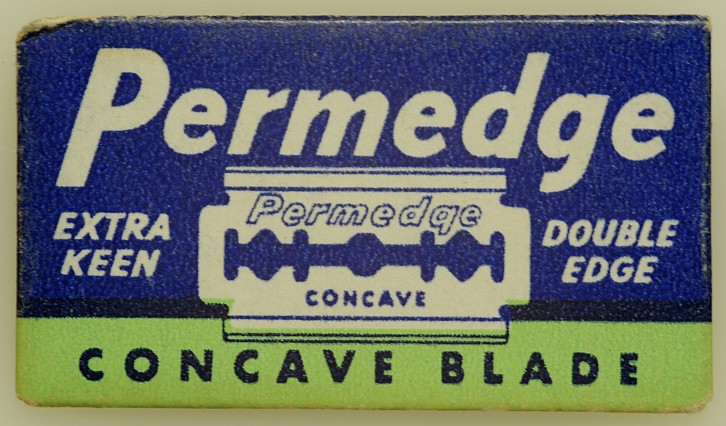 Permedge
EXTRA
KEEN
Permedge
CONCAVE
DOUBLE
EDGE
CONCAVE BLADE